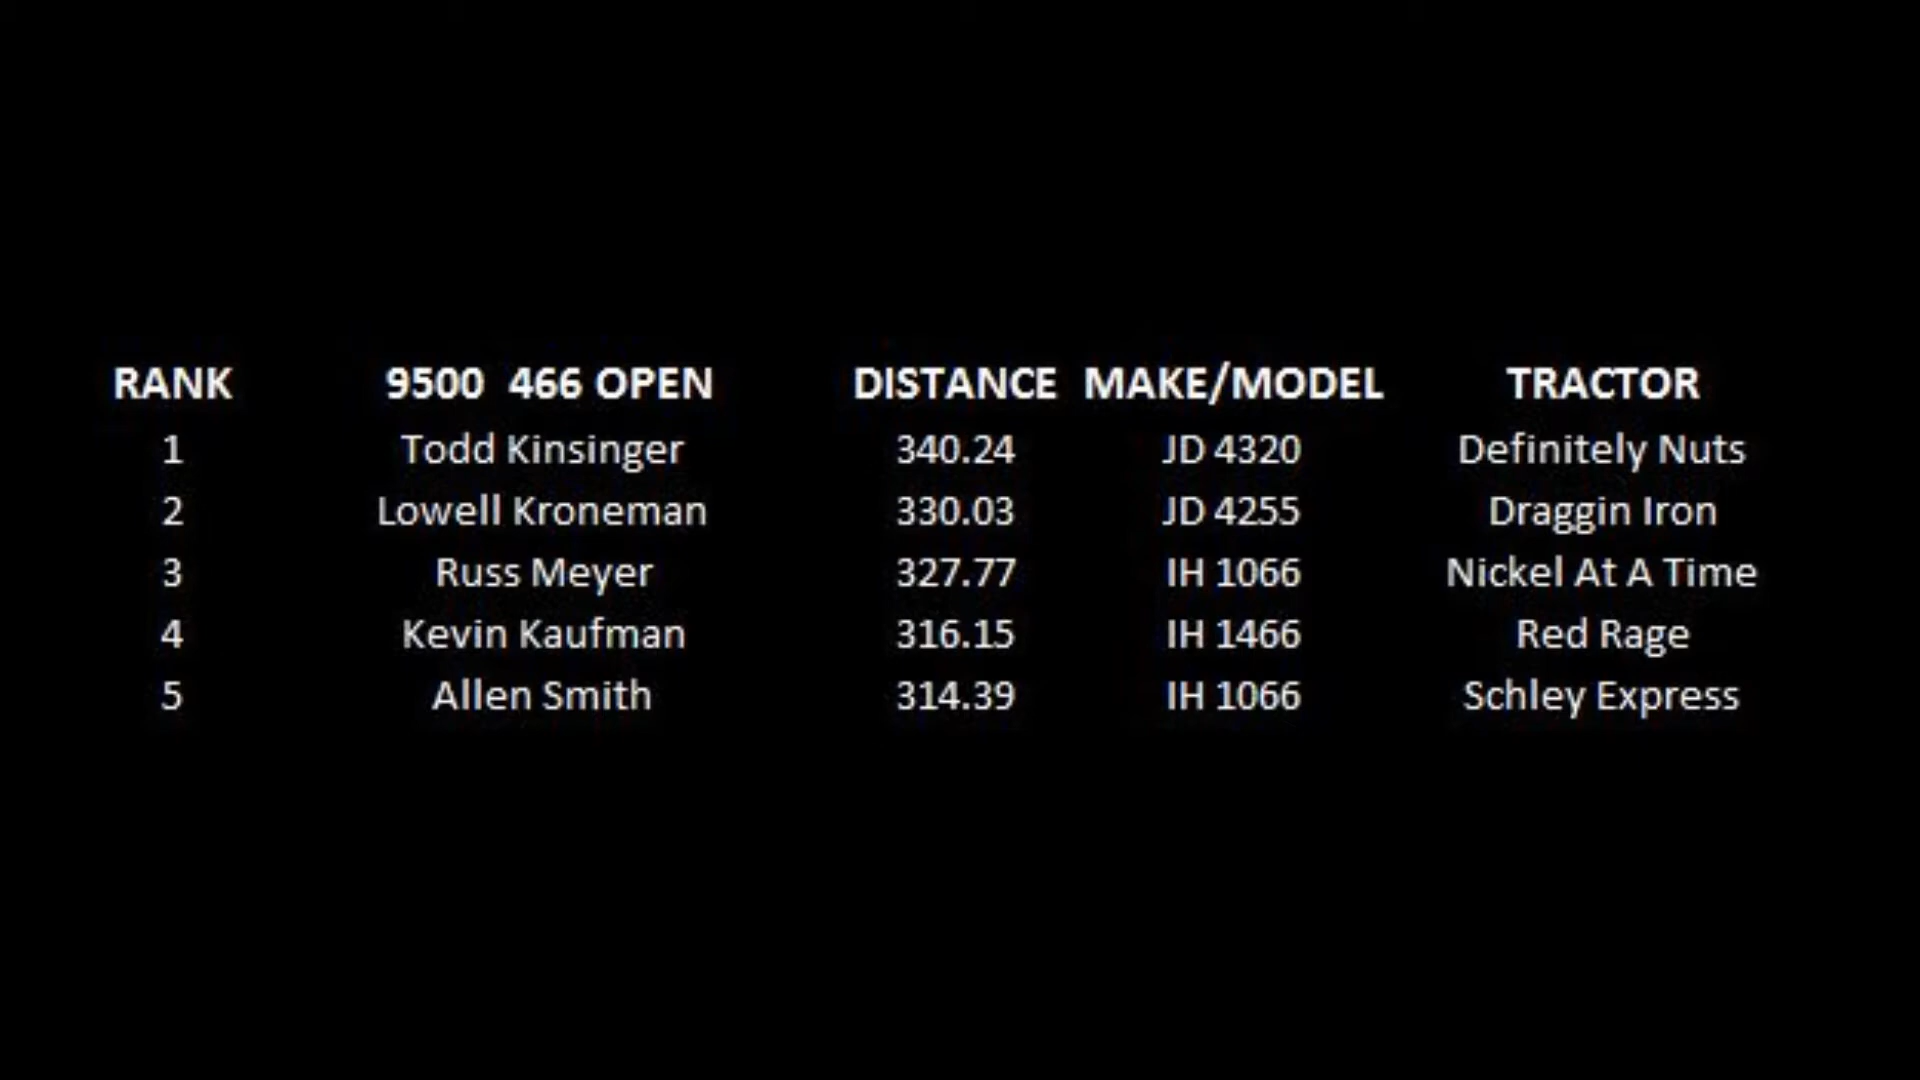 RANK 9500 466 OPEN DISTANCE MAKE/MODEL TRACTOR
1 Todd Kinsinger 340.24 JD 4320 Definitely Nuts
2 Lowell Kroneman 330.03 JD 4255 Draggin Iron
3 Russ Meyer 327.77 IH 1066 Nickel At A Time
4 Kevin Kaufman 316.15 IH 1466 Red Rage
5 Allen Smith 314.39 IH 1066 Schley Express